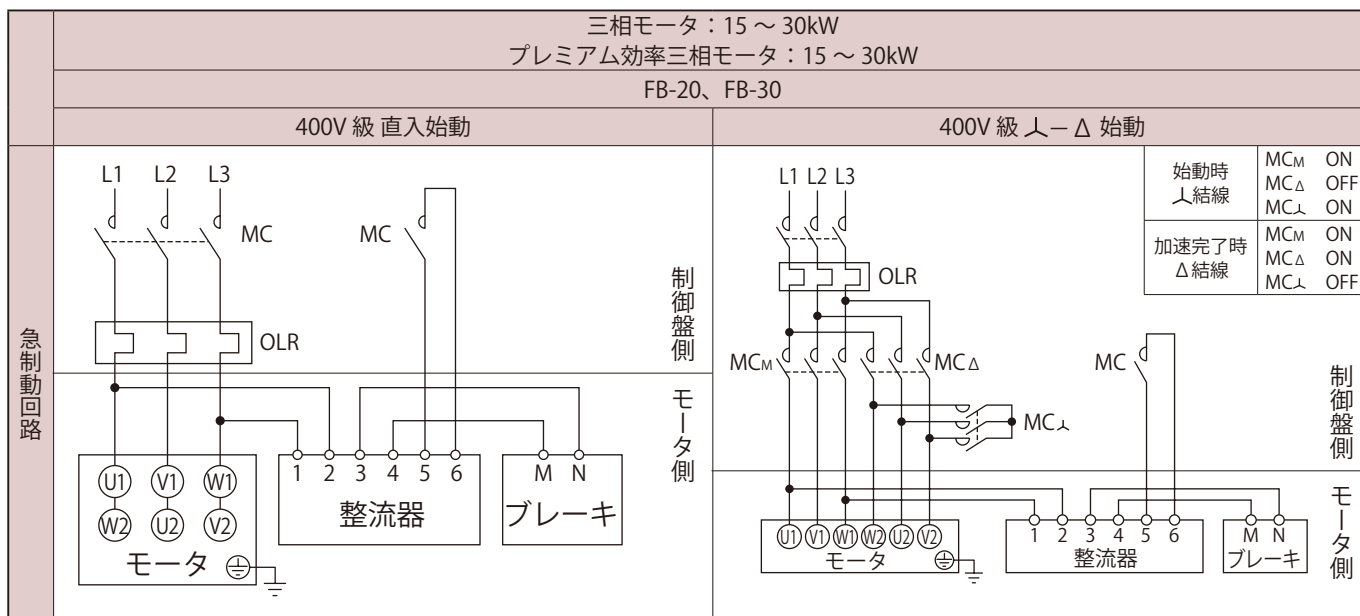 三相モータ：15 ～ 30kW
プレミアム効率三相モータ：15 ～ 30kW
FB-20、FB-30
400V 級 直入始動
400V 級 人 – Δ 始動
急制動回路
L1 L2 L3
MC
MC
OLR
制御盤側
モータ側
1 2 3 4 5 6
M N
U1 V1 W1
W2 U2 V2
モータ
整流器
ブレーキ
L1 L2 L3
始動時
人結線
MCM ON
MCΔ OFF
MC人 ON
加速完了時
Δ 結線
MCM ON
MCΔ ON
MC人 OFF
OLR
MCM
MCΔ
MC
MC人
制御盤側
モータ側
1 2 3 4 5 6
M N
U1 V1 W1 W2 U2 V2
モータ
整流器
ブレーキ